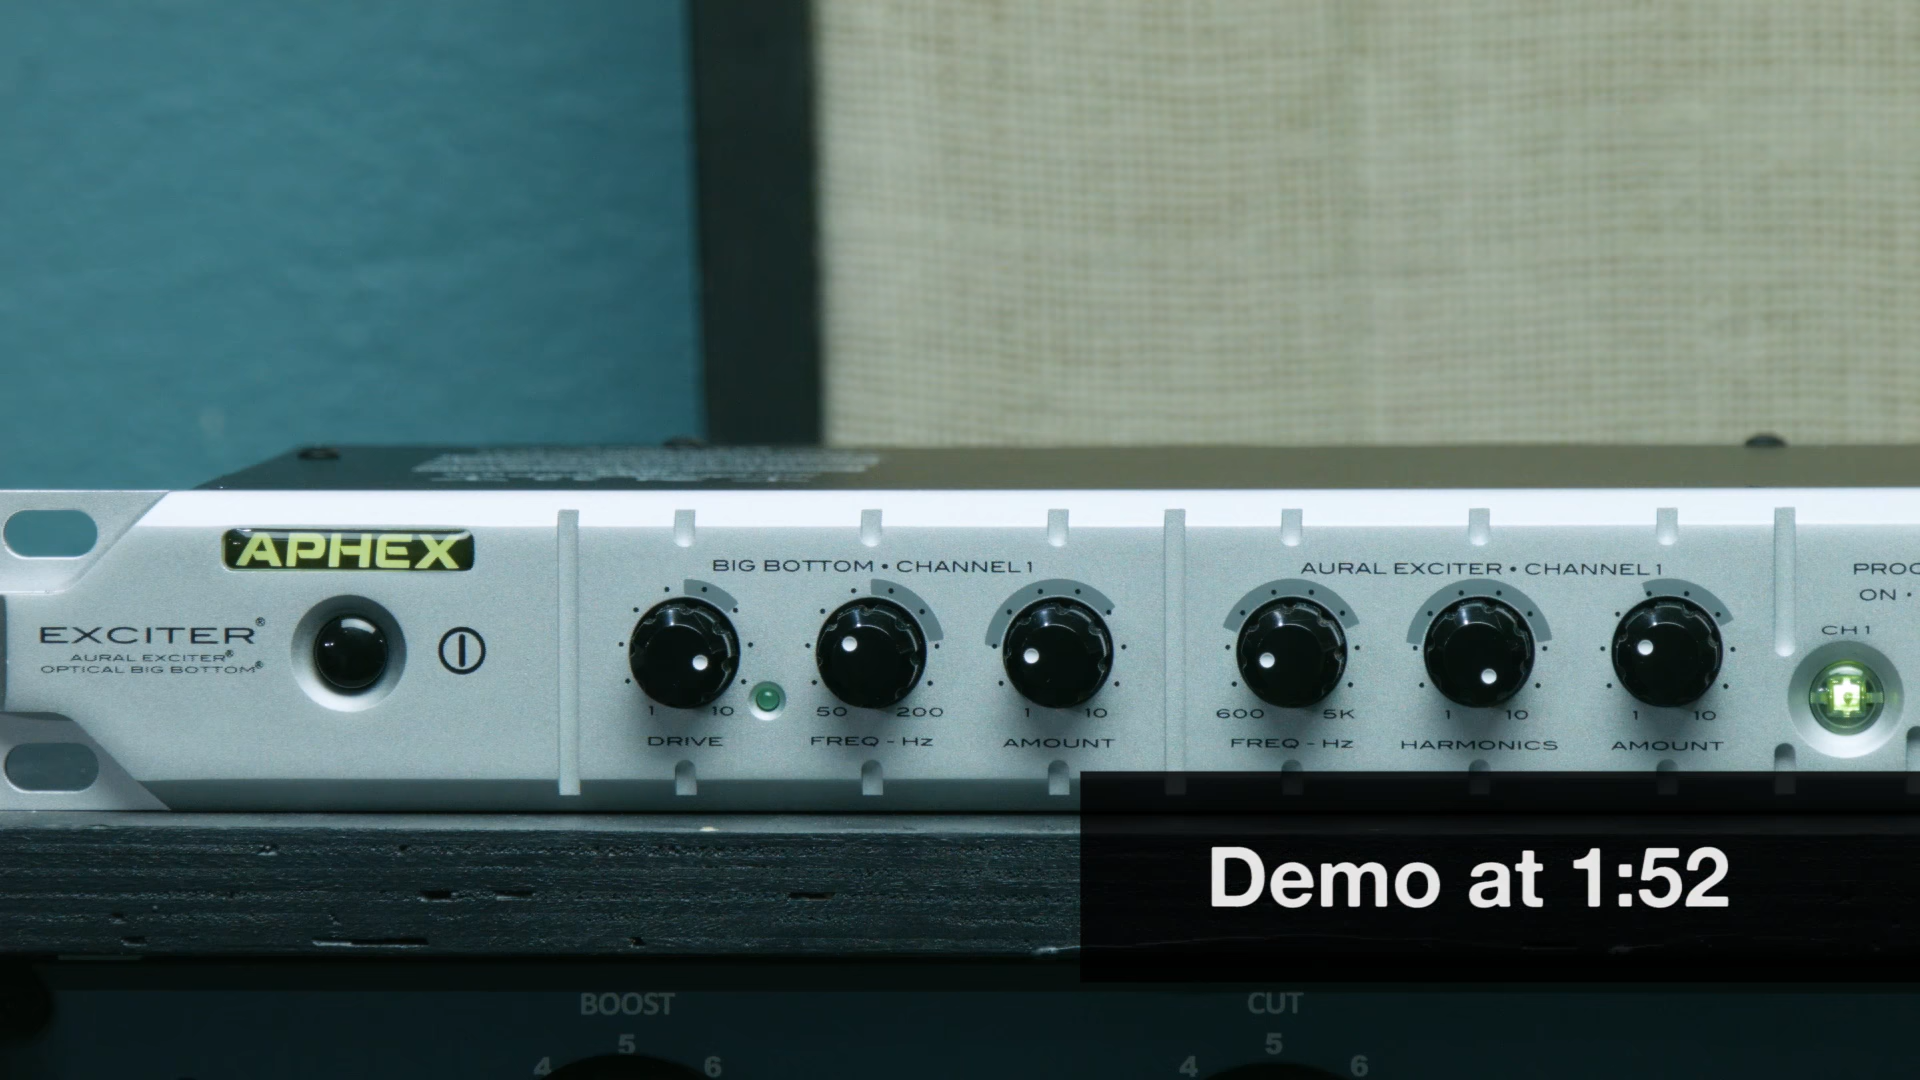 APHEX
EXCITER®
AURAL EXCITER®
OPTICAL BIG BOTTOM®
BIG BOTTOM • CHANNEL 1
1 10
DRIVE
50 200
FREQ - Hz
1 10
AMOUNT
AURAL EXCITER • CHANNEL 1
600 5K
FREQ - Hz
1 10
HARMONICS
1 10
AMOUNT
ON •
CH 1
Demo at 1:52
BOOST
4 5 6
CUT
4 5 6